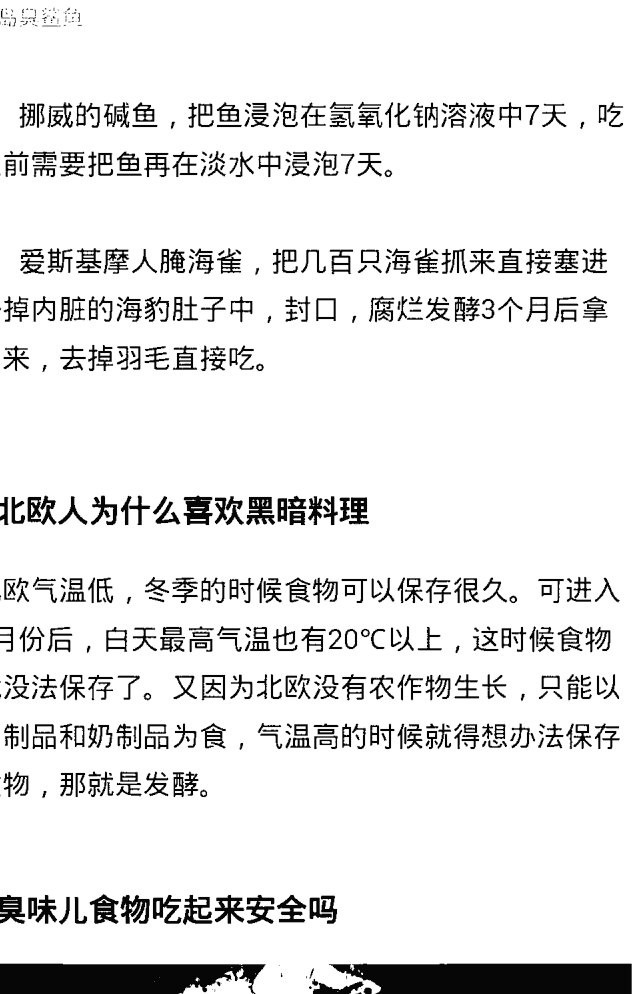 岛臭鲨鱼
挪威的碱鱼，把鱼浸泡在氢氧化钠溶液中7天，吃
前需要把鱼再在淡水中浸泡7天。
爱斯基摩人腌海雀，把几百只海雀抓来直接塞进
掉内脏的海豹肚子中，封口，腐烂发酵3个月后拿
来，去掉羽毛直接吃。
北欧人为什么喜欢黑暗料理
欧气温低，冬季的时候食物可以保存很久。可进入
月份后，白天最高气温也有20℃以上，这时候食物
没法保存了。又因为北欧没有农作物生长，只能以
制品和奶制品为食，气温高的时候就得想办法保存
物，那就是发酵。
臭味儿食物吃起来安全吗